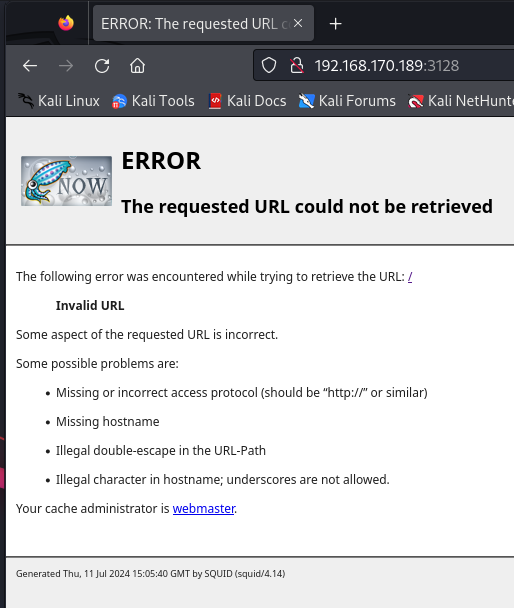 ERROR: The requested URL c
192.168.170.189:3128
Kali Linux Kali Tools Kali Docs Kali Forums Kali NetHunt
NOW
ERROR
The requested URL could not be retrieved
The following error was encountered while trying to retrieve the URL: /
Invalid URL
Some aspect of the requested URL is incorrect.
Some possible problems are:
• Missing or incorrect access protocol (should be “http://” or similar)
• Missing hostname
• Illegal double-escape in the URL-Path
• Illegal character in hostname; underscores are not allowed.
Your cache administrator is webmaster.
Generated Thu, 11 Jul 2024 15:05:40 GMT by SQUID (squid/4.14)